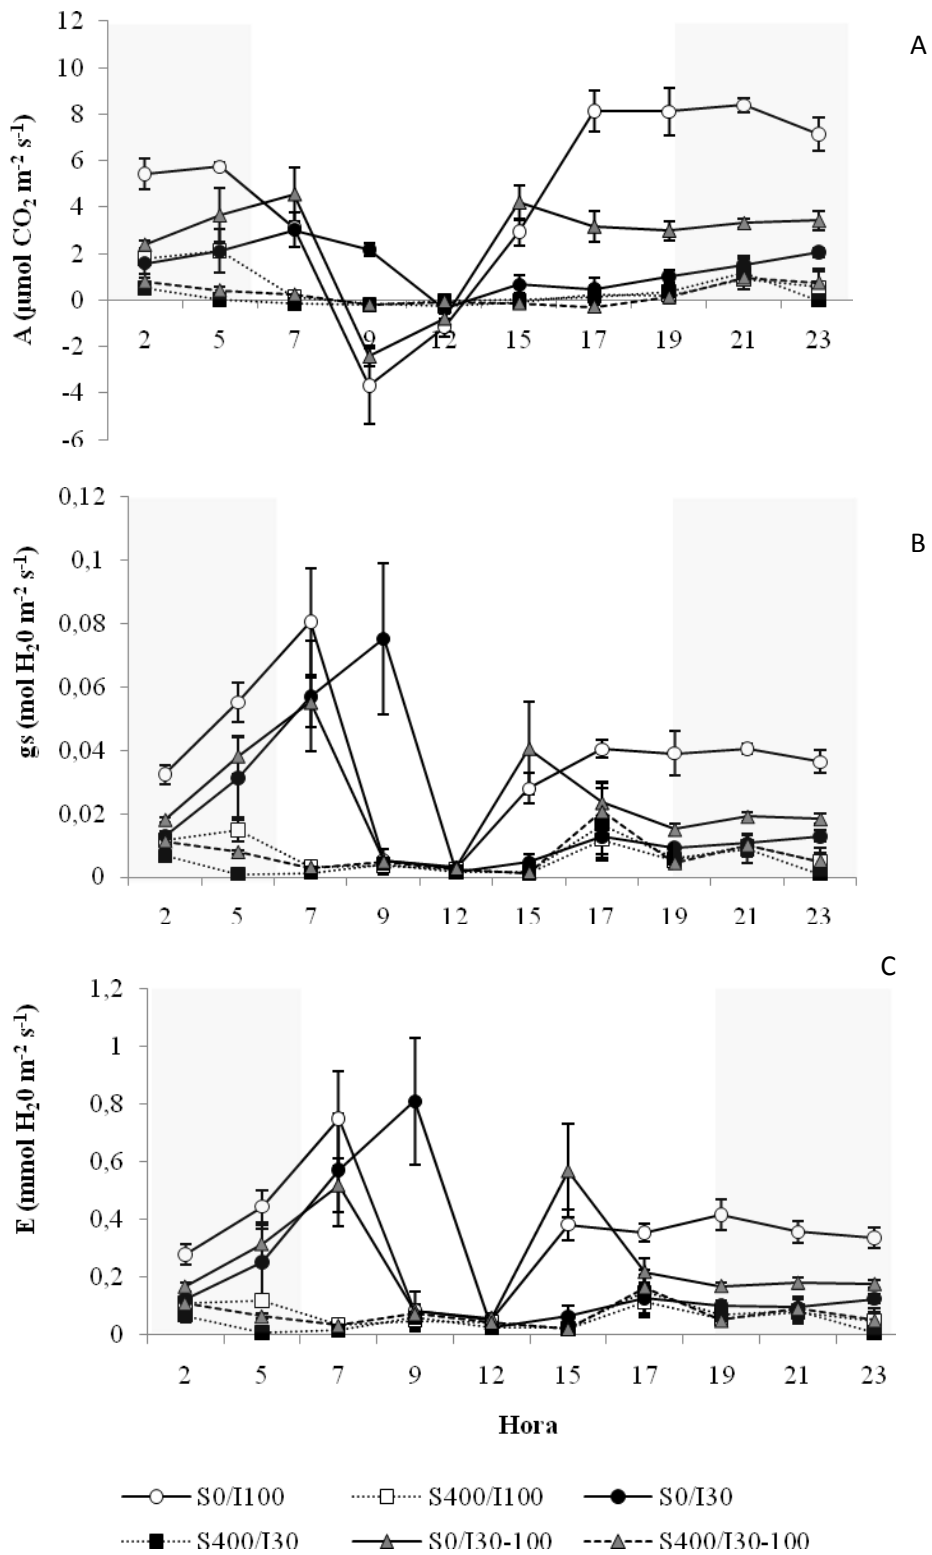 A
12
10
8
6
4
2
0
-2
-4
-6
A (µmol CO2 m-2 s-1)
2 5 7 9 12 15 17 19 21 23
B
0,12
0,1
0,08
0,06
0,04
0,02
0
gs (mol H20 m-2 s-1)
2 5 7 9 12 15 17 19 21 23
C
1,2
1
0,8
0,6
0,4
0,2
0
E (mmol H20 m-2 s-1)
2 5 7 9 12 15 17 19 21 23
Hora
S0/I100 S400/I100 S0/I30
S400/I30 S0/I30-100 S400/I30-100